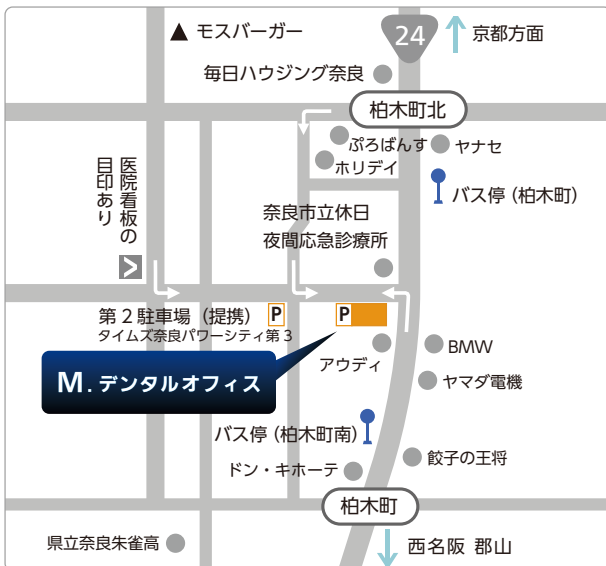 モスバーガー
24
京都方面
毎日ハウジング奈良
柏木町北
ぷろばんす
ヤナセ
ホリデイ
医院看板の
目印あり
バス停（柏木町）
奈良市立休日
夜間応急診療所
第２駐車場（提携）
P
P
タイムズ奈良パワーシティ第３
アウディ
BMW
M.デンタルオフィス
ヤマダ電機
バス停（柏木町南）
餃子の王将
ドン・キホーテ
柏木町
県立奈良朱雀高
西名阪 郡山